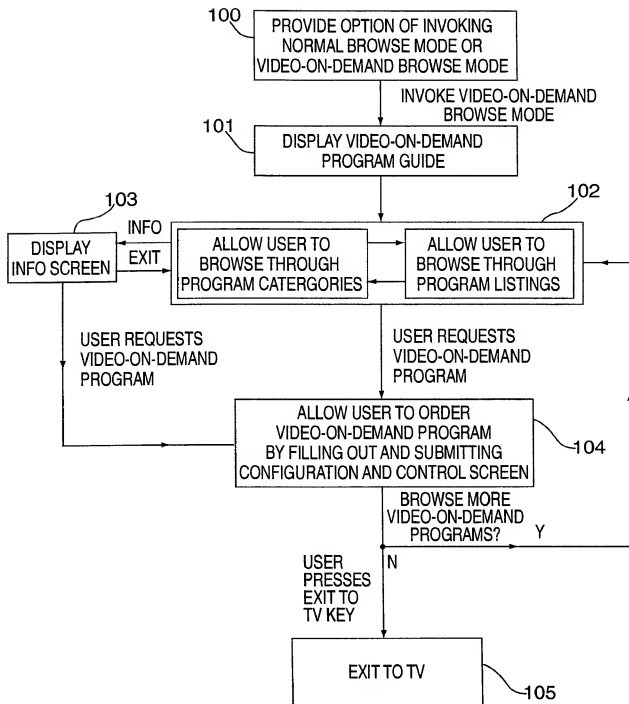 100
PROVIDE OPTION OF INVOKING
NORMAL BROWSE MODE OR
VIDEO-ON-DEMAND BROWSE MODE
INVOKE VIDEO-ON-DEMAND
BROWSE MODE
101
DISPLAY VIDEO-ON-DEMAND
PROGRAM GUIDE
103
102
DISPLAY
INFO SCREEN
INFO
EXIT
ALLOW USER TO
BROWSE THROUGH
PROGRAM CATERGORIES
ALLOW USER TO
BROWSE THROUGH
PROGRAM LISTINGS
USER REQUESTS
VIDEO-ON-DEMAND
PROGRAM
USER REQUESTS
VIDEO-ON-DEMAND
PROGRAM
ALLOW USER TO ORDER
VIDEO-ON-DEMAND PROGRAM
BY FILLING OUT AND SUBMITTING
CONFIGURATION AND CONTROL SCREEN
104
BROWSE MORE
VIDEO-ON-DEMAND
PROGRAMS?
Y
N
USER
PRESSES
EXIT TO
TV KEY
EXIT TO TV
105